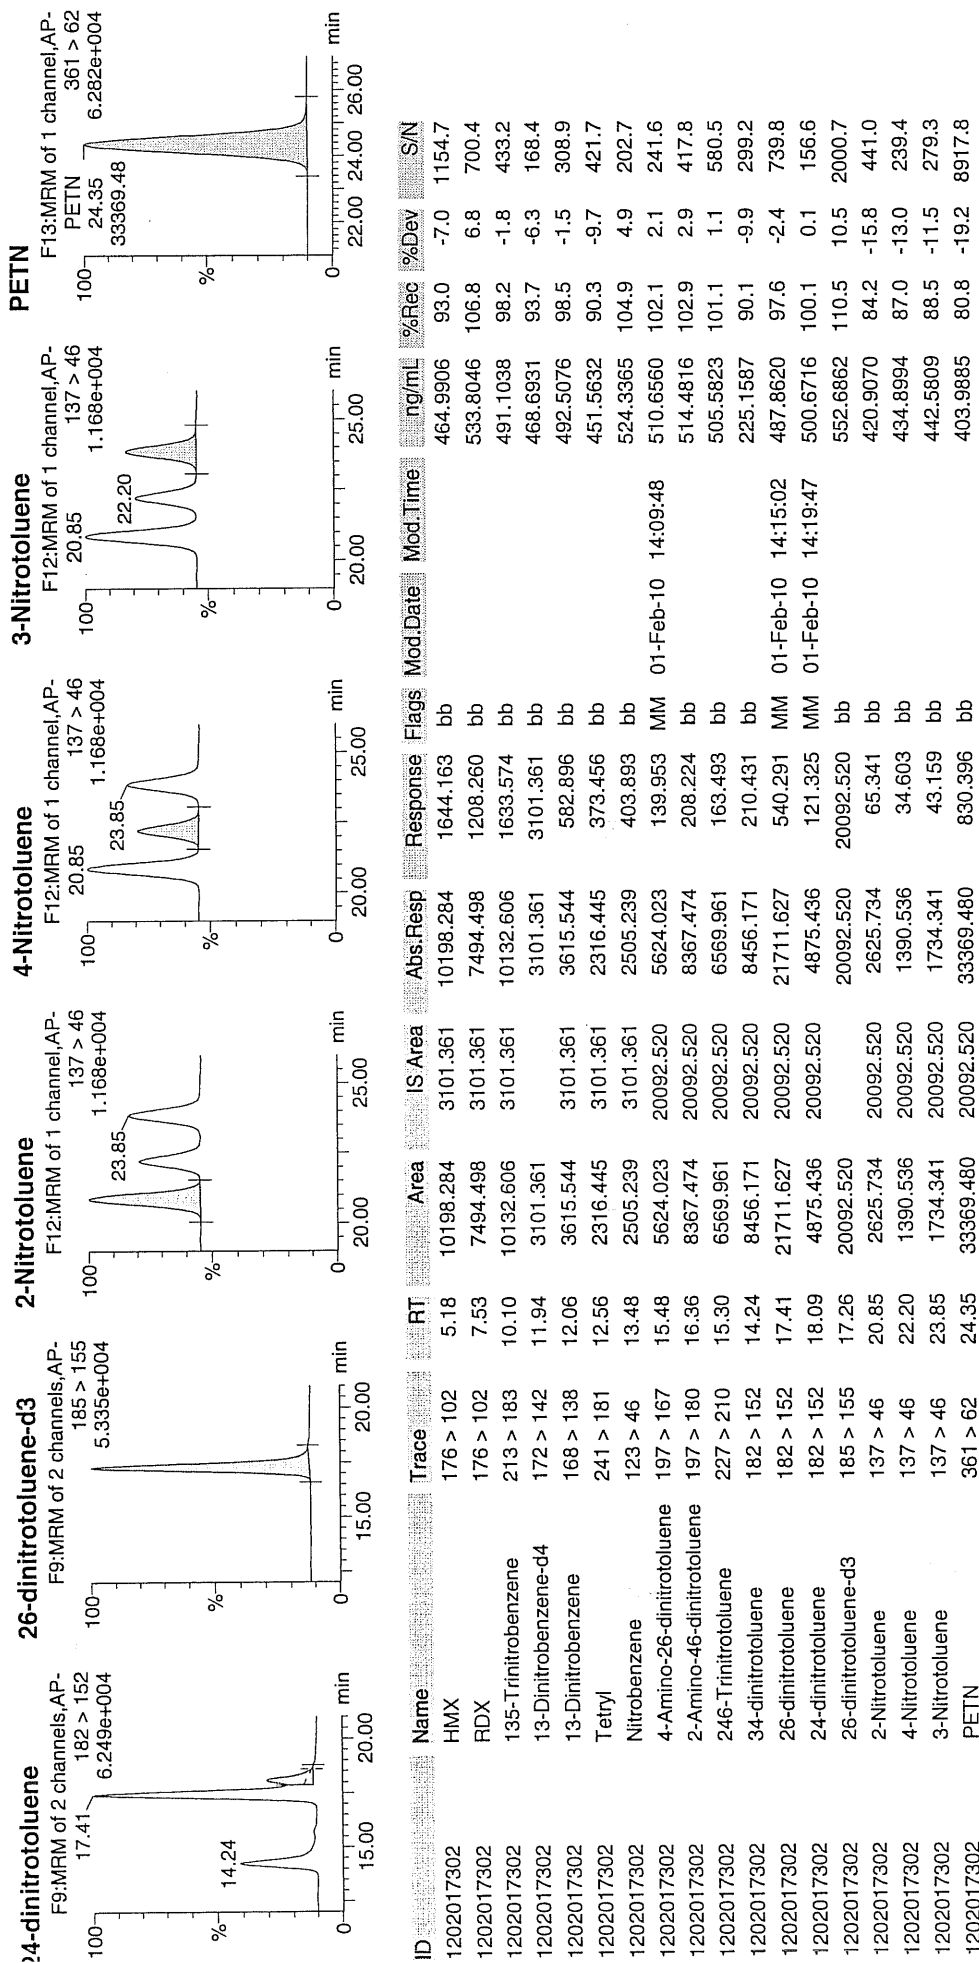 24-dinitrotoluene
F9:MRM of 2 channels,AP-
182 > 152
6.249e+004
100
%
0
17.41
14.24
15.00
20.00
min
26-dinitrotoluene-d3
F9:MRM of 2 channels,AP-
185 > 155
5.335e+004
100
%
0
15.00
20.00
min
2-Nitrotoluene
F12:MRM of 1 channel,AP-
137 > 46
1.168e+004
100
%
0
23.85
20.00
25.00
min
4-Nitrotoluene
F12:MRM of 1 channel,AP-
137 > 46
1.168e+004
100
%
0
20.85
23.85
20.00
25.00
min
3-Nitrotoluene
F12:MRM of 1 channel,AP-
137 > 46
1.168e+004
100
%
0
20.85
22.20
20.00
25.00
min
PETN
F13:MRM of 1 channel,AP-
361 > 62
6.282e+004
100
%
0
PETN
24.35
33369.48
22.00
24.00
26.00
min
ID Name Trace RT Area IS Area Abs.Resp Response Flags Mod.Date Mod.Time ng/mL %Rec %Dev S/N
1202017302 HMX 176 > 102 5.18 10198.284 3101.361 10198.284 1644.163 bb 464.9906 93.0 -7.0 1154.7
1202017302 RDX 176 > 102 7.53 7494.498 3101.361 7494.498 1208.260 bb 533.8046 106.8 6.8 700.4
1202017302 135-Trinitrobenzene 213 > 183 10.10 10132.606 3101.361 10132.606 1633.574 bb 491.1038 98.2 -1.8 433.2
1202017302 13-Dinitrobenzene-d4 172 > 142 11.94 3101.361 3101.361 3101.361 bb 468.6931 93.7 -6.3 168.4
1202017302 13-Dinitrobenzene 168 > 138 12.06 3615.544 3101.361 3615.544 582.896 bb 492.5076 98.5 -1.5 308.9
1202017302 Tetryl 241 > 181 12.56 2316.445 3101.361 2316.445 373.456 bb 451.5632 90.3 -9.7 421.7
1202017302 Nitrobenzene 123 > 46 13.48 2505.239 3101.361 2505.239 403.893 bb 524.3365 104.9 4.9 202.7
1202017302 4-Amino-26-dinitrotoluene 197 > 167 15.48 5624.023 20092.520 5624.023 139.953 MM 01-Feb-10 14:09:48 510.6560 102.1 2.1 241.6
1202017302 2-Amino-46-dinitrotoluene 197 > 180 16.36 8367.474 20092.520 8367.474 208.224 bb 514.4816 102.9 2.9 417.8
1202017302 246-Trinitrotoluene 227 > 210 15.30 6569.961 20092.520 6569.961 163.493 bb 505.5823 101.1 1.1 580.5
1202017302 34-dinitrotoluene 182 > 152 14.24 8456.171 20092.520 8456.171 210.431 bb 225.1587 90.1 -9.9 299.2
1202017302 26-dinitrotoluene 182 > 152 17.41 21711.627 20092.520 21711.627 540.291 MM 01-Feb-10 14:15:02 487.8620 97.6 -2.4 739.8
1202017302 24-dinitrotoluene 182 > 152 18.09 4875.436 20092.520 4875.436 121.325 MM 01-Feb-10 14:19:47 500.6716 100.1 0.1 156.6
1202017302 26-dinitrotoluene-d3 185 > 155 17.26 20092.520 20092.520 20092.520 bb 552.6862 110.5 10.5 2000.7
1202017302 2-Nitrotoluene 137 > 46 20.85 2625.734 20092.520 2625.734 65.341 bb 420.9070 84.2 -15.8 441.0
1202017302 4-Nitrotoluene 137 > 46 22.20 1390.536 20092.520 1390.536 34.603 bb 434.8994 87.0 -13.0 239.4
1202017302 3-Nitrotoluene 137 > 46 23.85 1734.341 20092.520 1734.341 43.159 bb 442.5809 88.5 -11.5 279.3
1202017302 PETN 361 > 62 24.35 33369.480 20092.520 33369.480 830.396 bb 403.9885 80.8 -19.2 8917.8